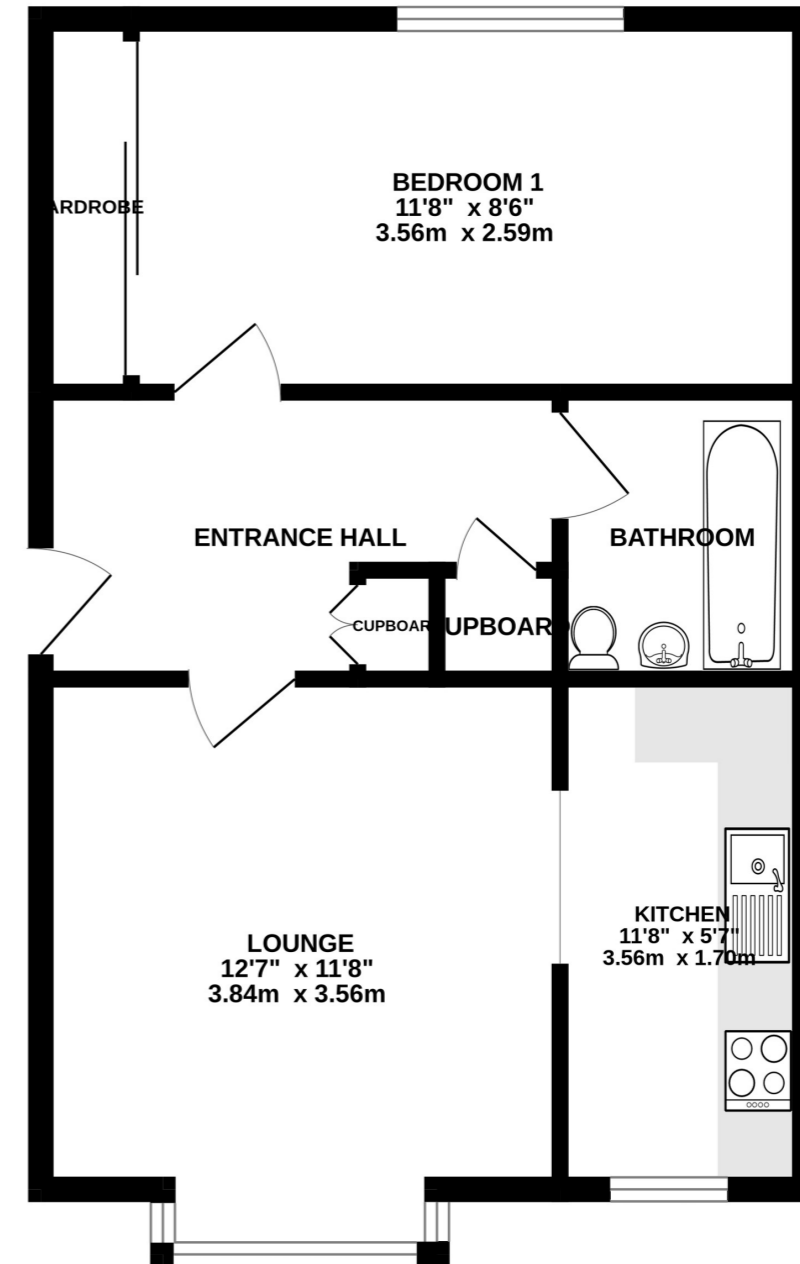 BEDROOM 1
11'8" x 8'6"
3.56m x 2.59m
ARDROBE
ENTRANCE HALL
BATHROOM
CUPBOAR
UPBOARD
LOUNGE
12'7" x 11'8"
3.84m x 3.56m
KITCHEN
11'8" x 5'7"
3.56m x 1.70m